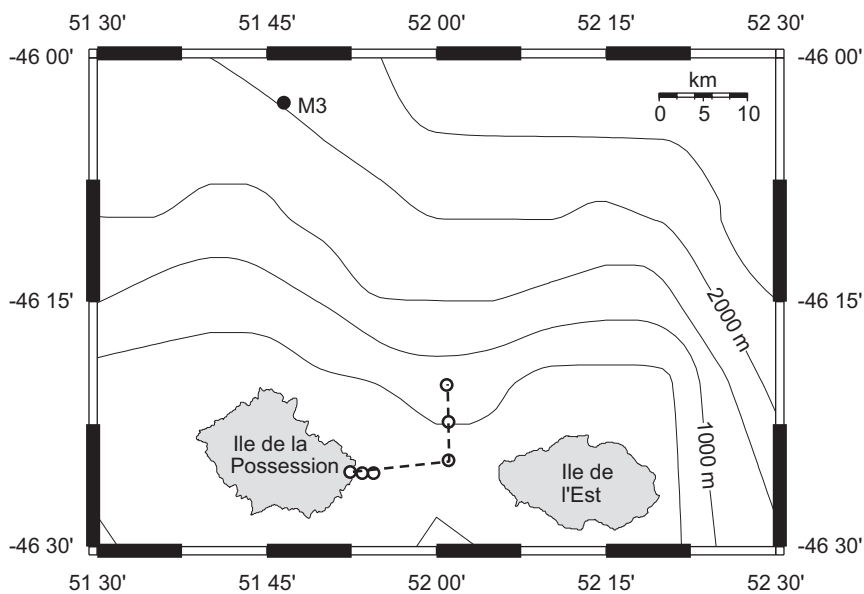 51 30' 51 45' 52 00' 52 15' 52 30'
-46 00' -46 00'
km
M3
0 5 10
-46 15' -46 15'
2000 m
1000 m
Ile de la
Possession
Ile de
l'Est
-46 30' -46 30'
51 30' 51 45' 52 00' 52 15' 52 30'